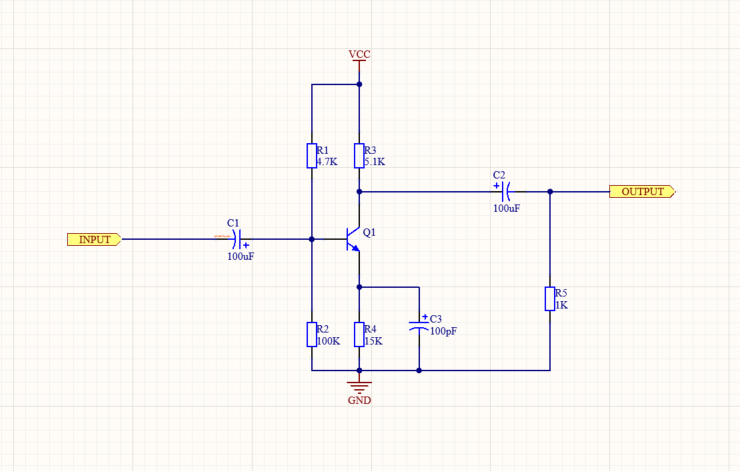 VCC
R1
4.7K
R3
5.1K
C2
+
100uF
OUTPUT
C1
+
100uF
INPUT
Q1
R5
1K
R2
100K
R4
15K
+
C3
100pF
GND